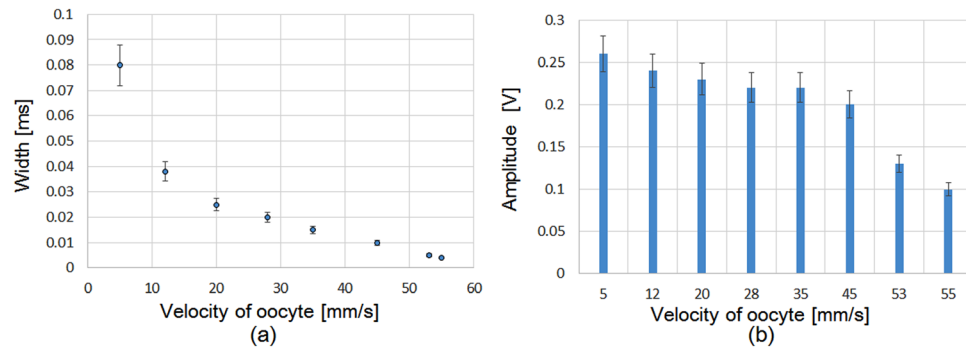 0.1
0.09
0.08
0.07
0.06
0.05
0.04
0.03
0.02
0.01
0
Width [ms]
0 10 20 30 40 50 60
Velocity of oocyte [mm/s]
(a)
0.3
0.25
0.2
0.15
0.1
0.05
0
Amplitude [V]
5 12 20 28 35 45 53 55
Velocity of oocyte [mm/s]
(b)